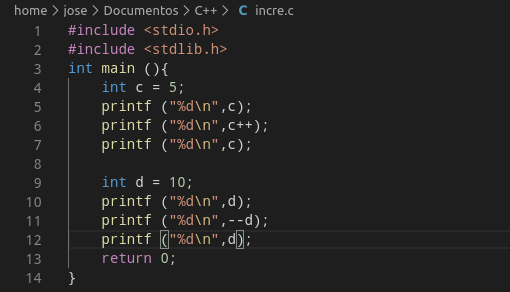 home > jose > Documentos > C++ > C incre.c
1 #include <stdio.h>
2 #include <stdlib.h>
3 int main (){
4     int c = 5;
5     printf ("%d\n",c);
6     printf ("%d\n",c++);
7     printf ("%d\n",c);
8
9     int d = 10;
10     printf ("%d\n",d);
11     printf ("%d\n",--d);
12     printf ("%d\n",d);
13     return 0;
14 }